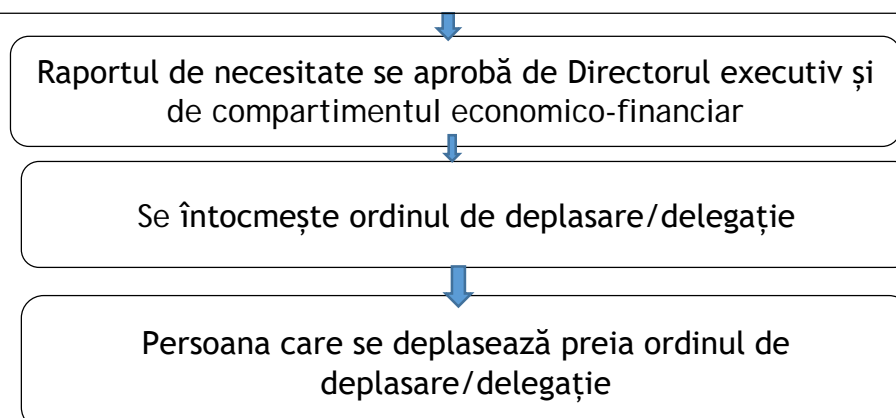 Raportul de necesitate se aprobă de Directorul executiv și
de compartimentul economico-financiar
Se întocmește ordinul de deplasare/delegație
Persoana care se deplasează preia ordinul de
deplasare/delegație